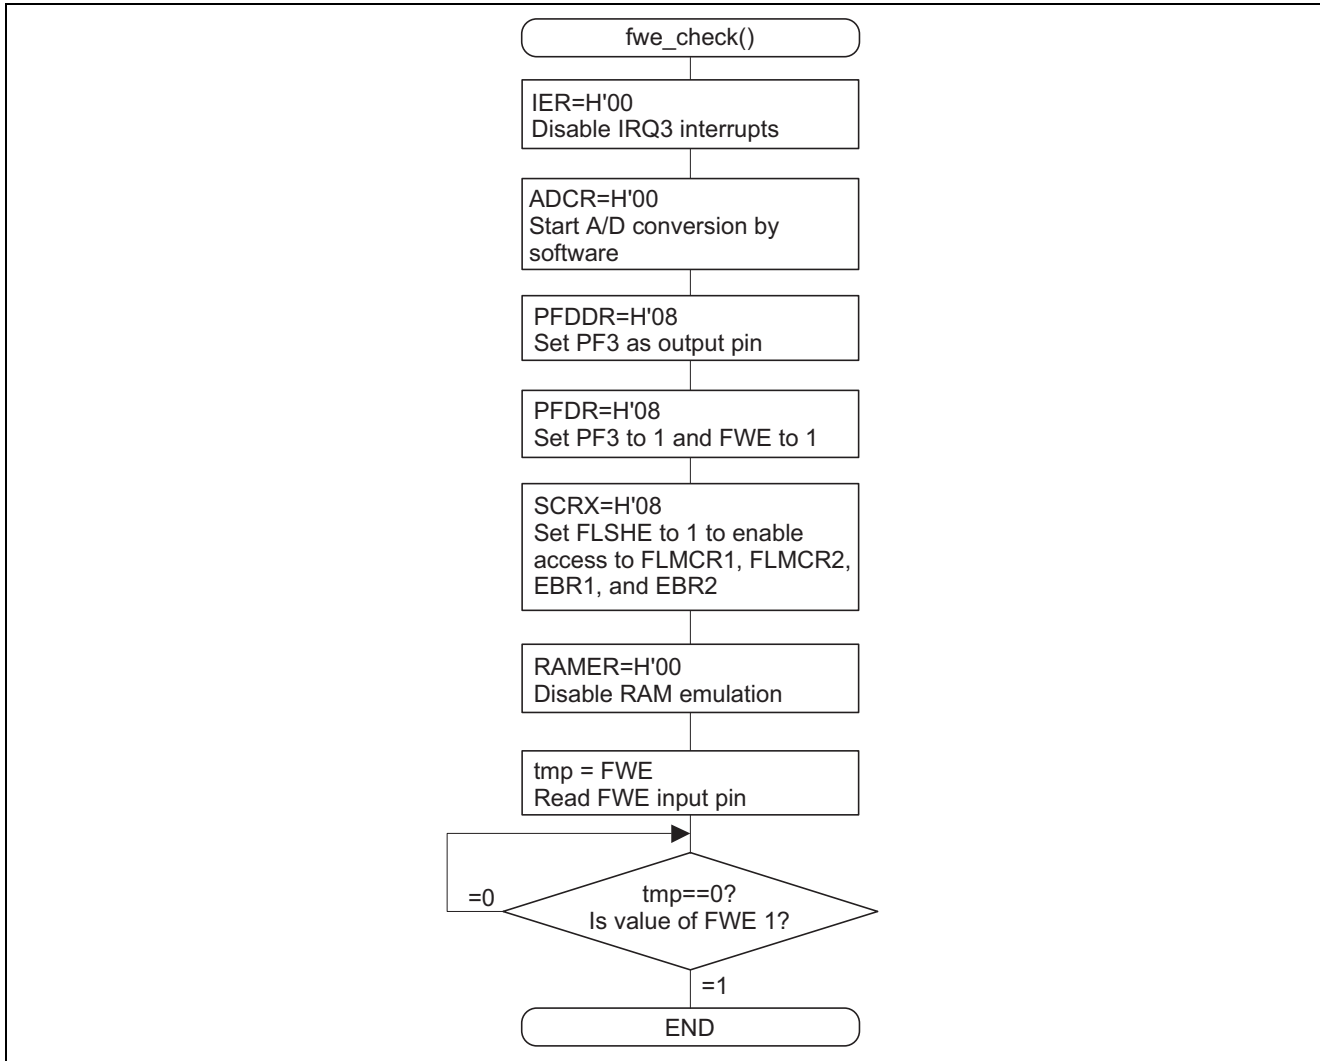 fwe_check()
IER=H'00
Disable IRQ3 interrupts
ADCR=H'00
Start A/D conversion by
software
PFDDR=H'08
Set PF3 as output pin
PFDR=H'08
Set PF3 to 1 and FWE to 1
SCRX=H'08
Set FLSHE to 1 to enable
access to FLMCR1, FLMCR2,
EBR1, and EBR2
RAMER=H'00
Disable RAM emulation
tmp = FWE
Read FWE input pin
=0
tmp==0?
Is value of FWE 1?
=1
END